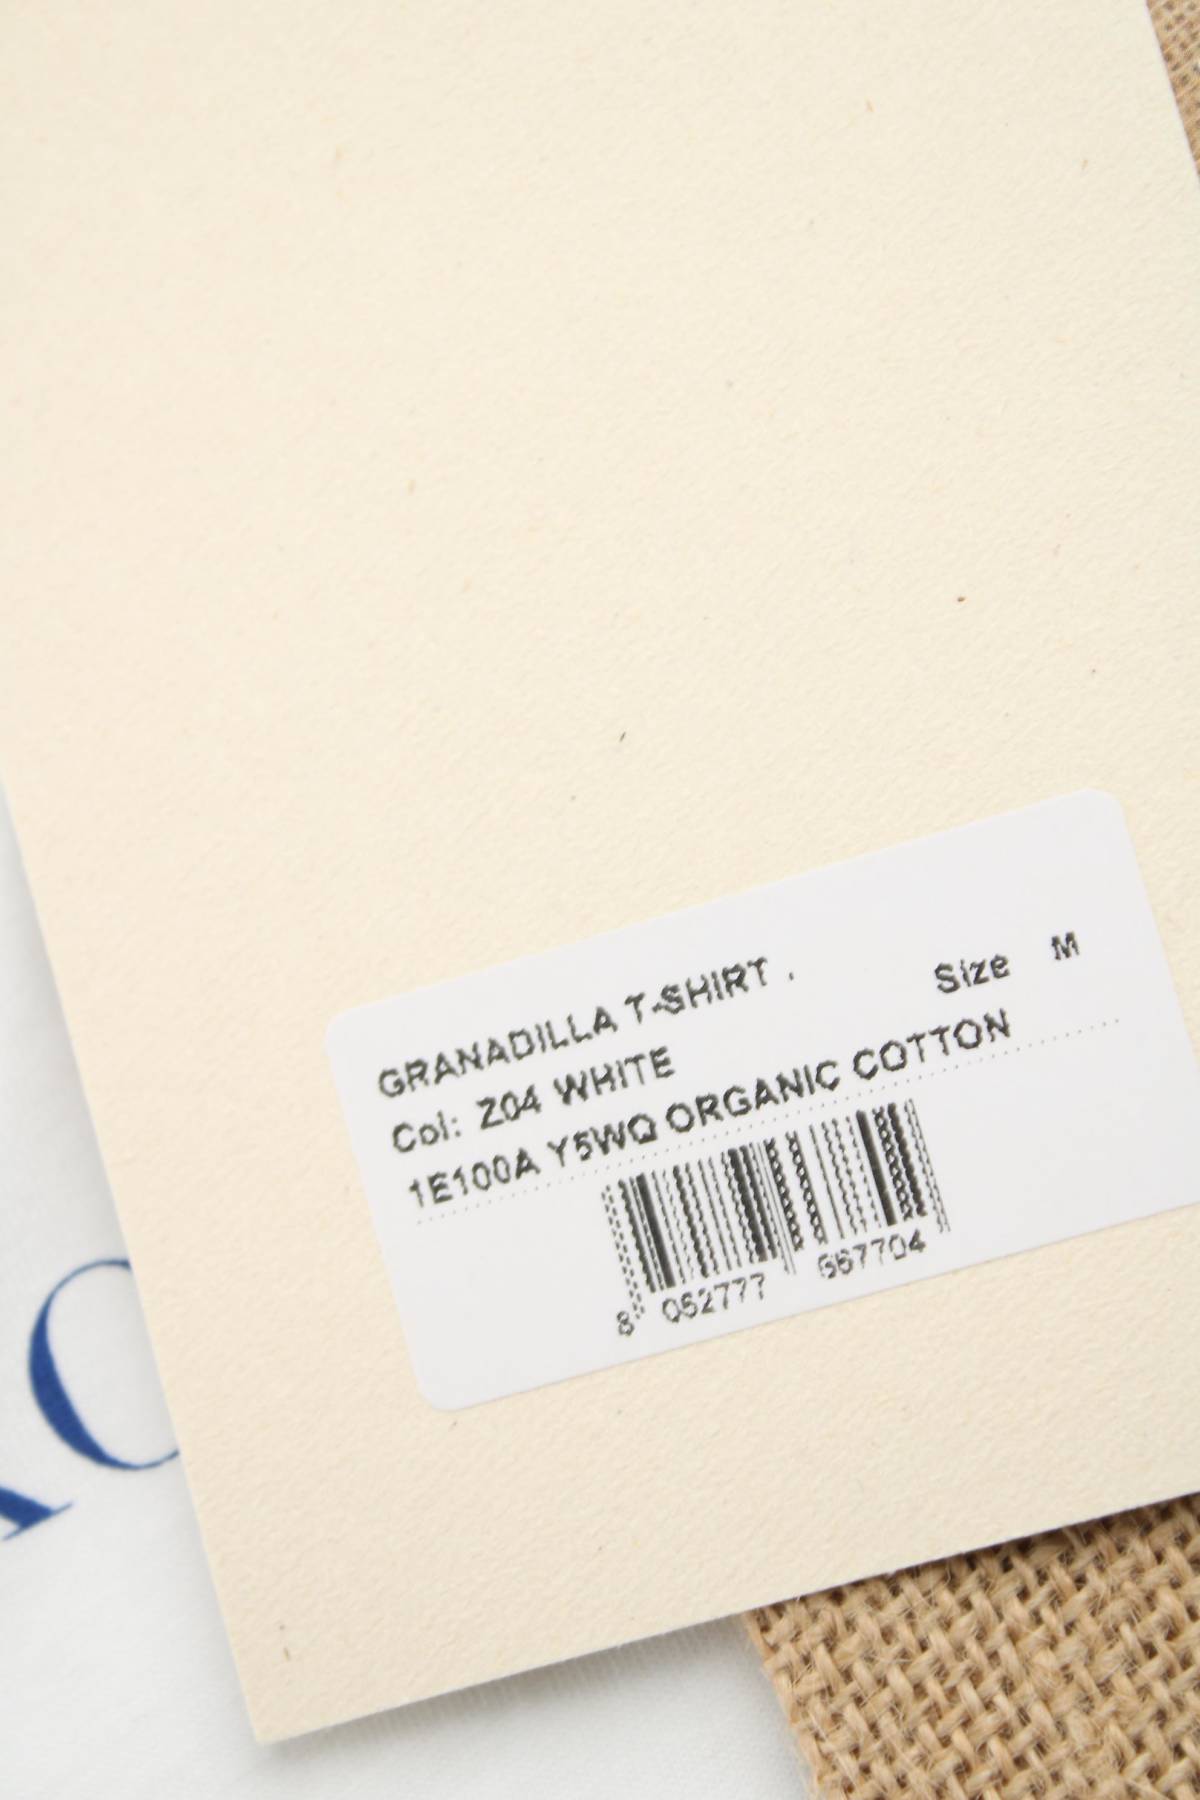 GRANADILLA T-SHIRT . Size M
Col: Z04 WHITE
1E100A Y5WQ ORGANIC COTTON
8 052777 667704